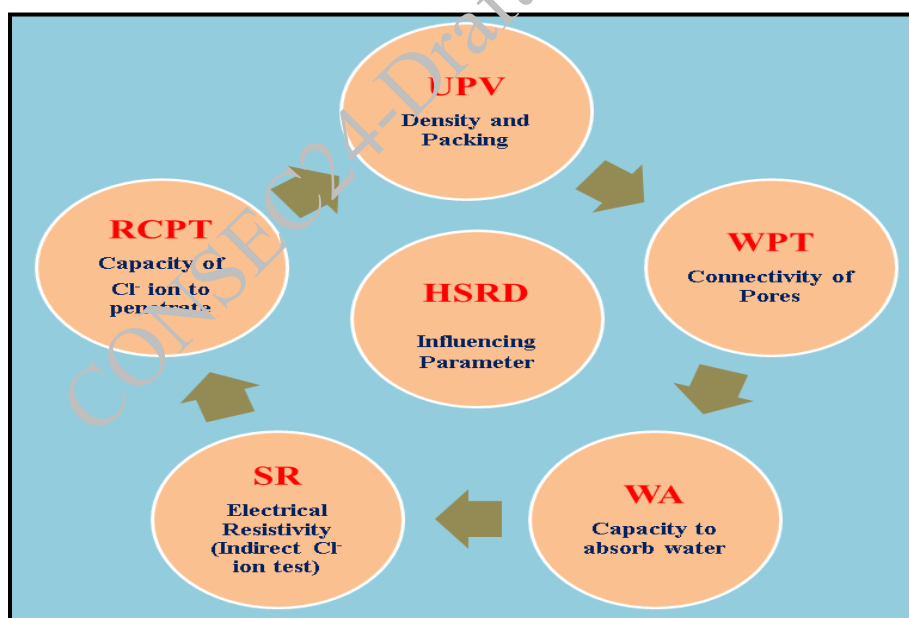 UPV
Density and
Packing
RCPT
Capacity of
Cl- ion to
penetrate
WPT
Connectivity of
Pores
HSRD
Influencing
Parameter
SR
Electrical
Resistivity
(Indirect Cl-
ion test)
WA
Capacity to
absorb water
CONSEC24-Draft